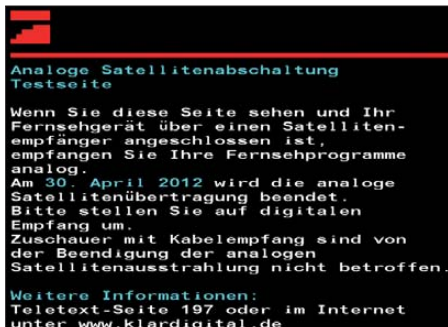 Analoge Satellitenabschaltung
Testseite
Wenn Sie diese Seite sehen und Ihr
Fernsehgerät über einen Satelliten-
empfänger angeschlossen ist,
empfangen Sie Ihre Fernsehprogramme
analog.
Am 30. April 2012 wird die analoge
Satellitenübertragung beendet.
Bitte stellen Sie auf digitalen
Empfang um.
Zuschauer mit Kabelempfang sind von
der Beendigung der analogen
Satellitenausstrahlung nicht betroffen.
Weitere Informationen:
Teletext-Seite 197 oder im Internet
unter www.klardigital.de